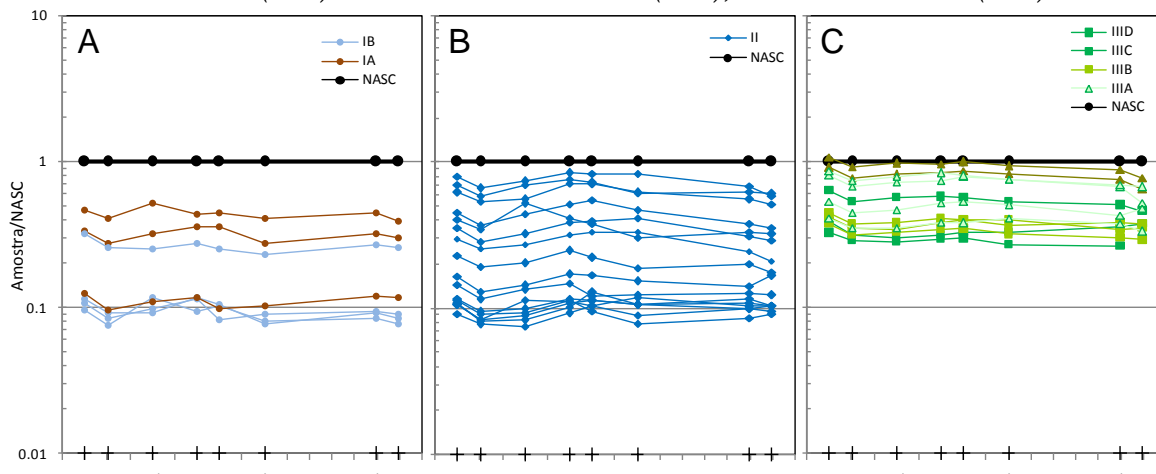 A
IB
IA
NASC
B
II
NASC
C
IIID
IIIC
IIIB
IIIA
NASC
Amostra/NASC
10
1
0.1
0.01